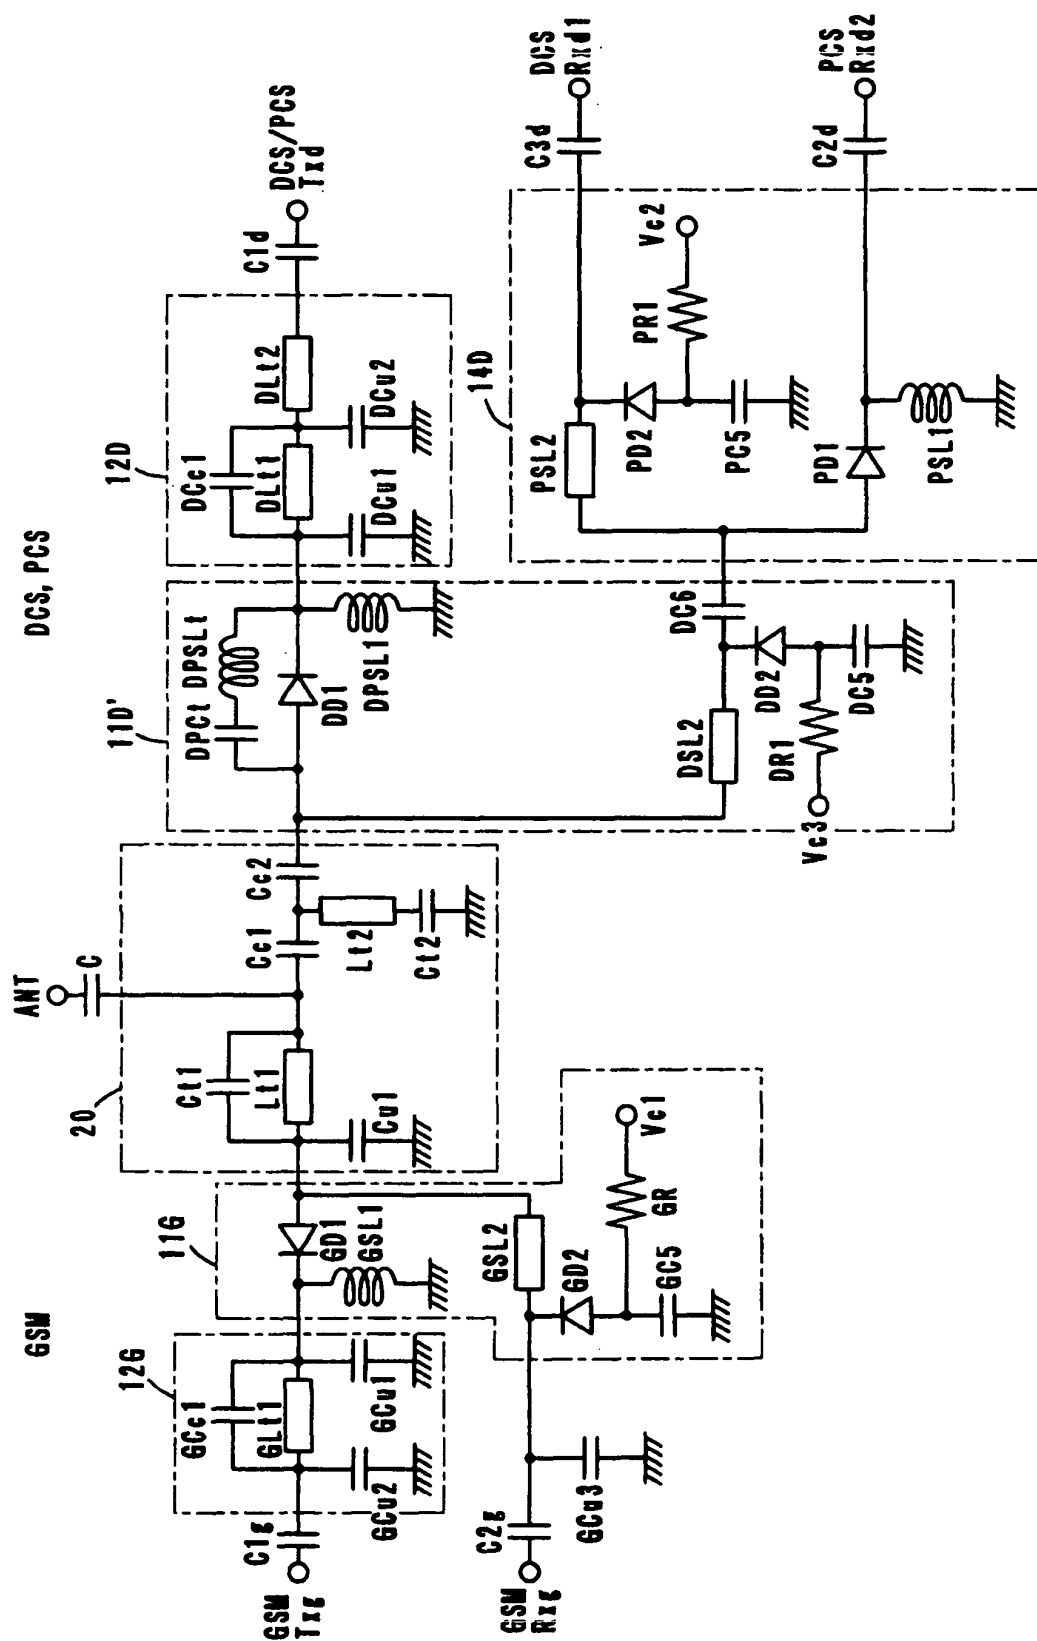 GSM
DCS, PCS
ANT
C
20
Ct1
Lt1
Cu1
Cc1
Cc2
Lt2
Ct2
12G
GCc1
GLt1
GCu1
GCu2
C1g
GSM
Txg
11G
GD1
GSL1
GSL2
GD2
GC5
GR
Vc1
GCu3
C2g
GSM
Rxg
11D'
DPCt
DPSLt
DD1
DPSL1
DSL2
DC6
DD2
DR1
DC5
Vc3
12D
DCc1
DLt1
DLt2
DCu1
DCu2
C1d
DCS/PCS
Txd
14D
PSL2
PD2
PR1
Vc2
PC5
PD1
PSL1
C3d
DCS
Rxd1
C2d
PCS
Rxd2